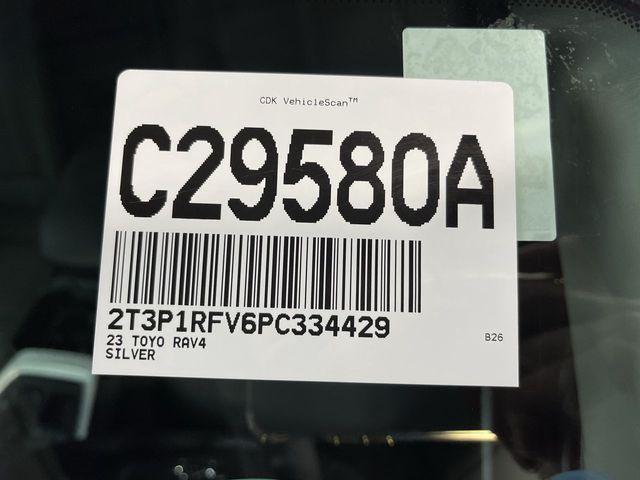 CDK VehicleScan™
C29580A
2T3P1RFV6PC334429
23 TOYO RAV4
SILVER
B26